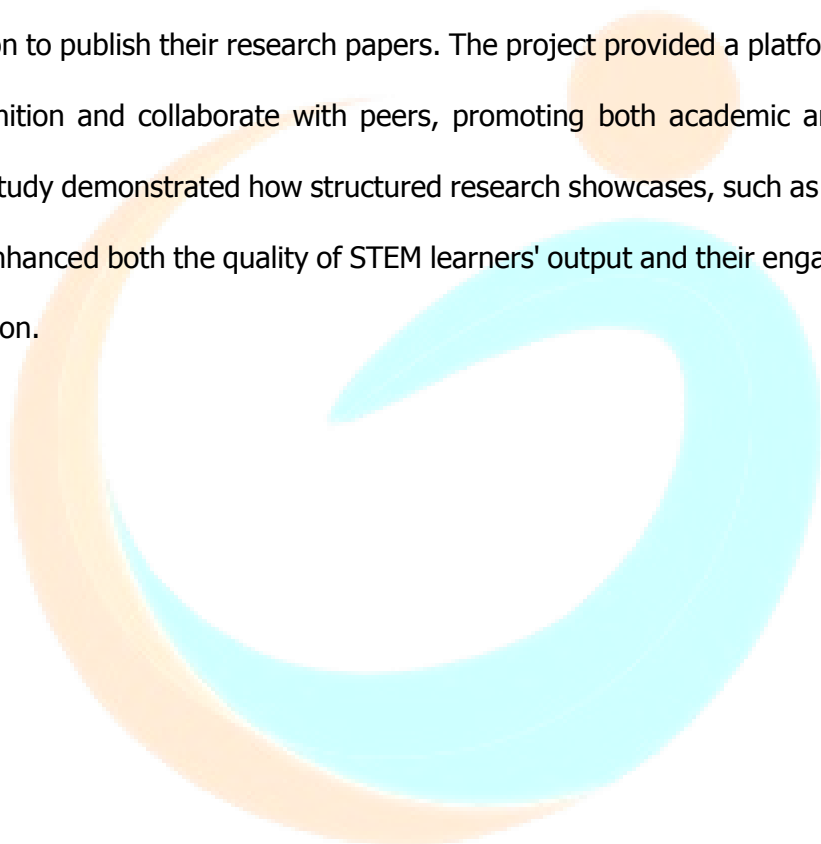 on to publish their research papers. The project provided a platfo
nition and collaborate with peers, promoting both academic a
tudy demonstrated how structured research showcases, such as
nhanced both the quality of STEM learners' output and their enga
on.